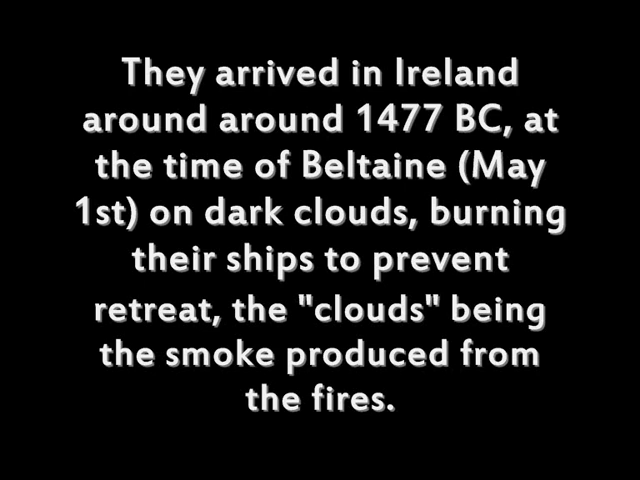 They arrived in Ireland
around around 1477 BC, at
the time of Beltaine (May
1st) on dark clouds, burning
their ships to prevent
retreat, the "clouds" being
the smoke produced from
the fires.